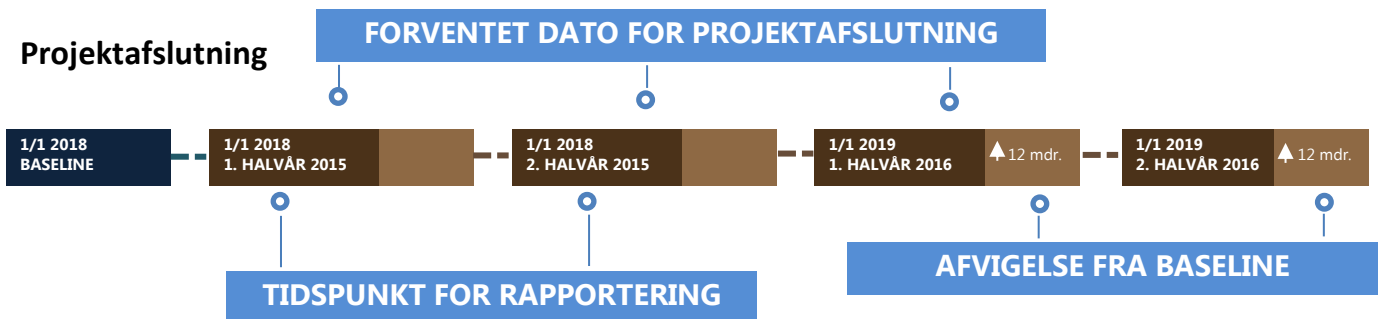 FORVENTET DATO FOR PROJEKTAFSLUTNING
Projektafslutning
1/1 2018
BASELINE
1/1 2018
1. HALVÅR 2015
1/1 2018
2. HALVÅR 2015
1/1 2019
1. HALVÅR 2016
12 mdr.
1/1 2019
2. HALVÅR 2016
12 mdr.
TIDSPUNKT FOR RAPPORTERING
AFVIGELSE FRA BASELINE